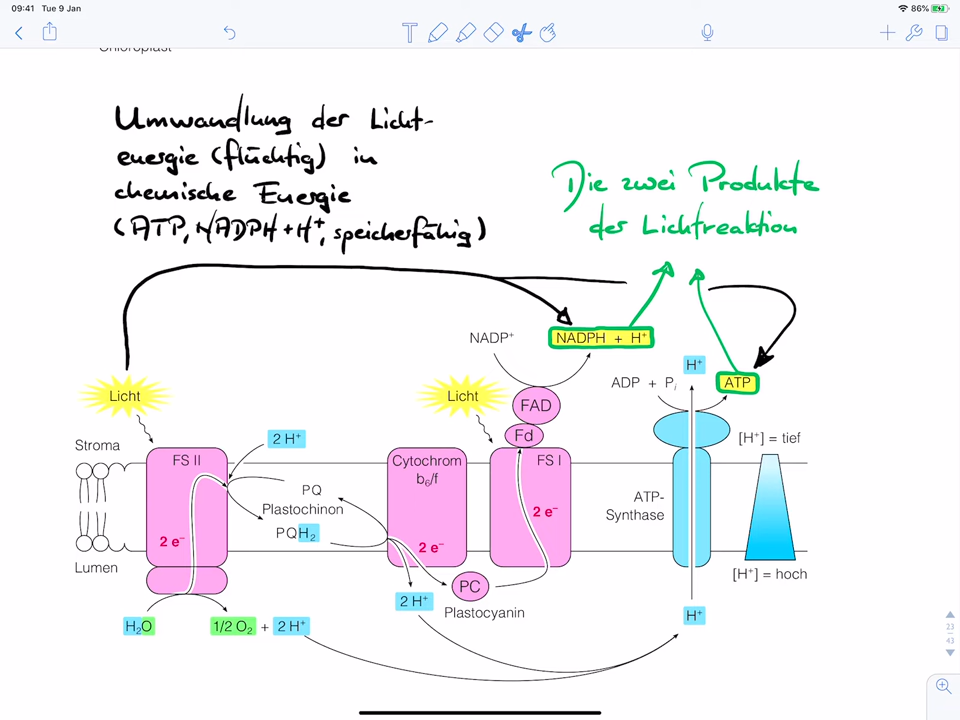 09:41 Tue 9 Jan
86%
Chloroplast
Umwandlung der Licht-
energie (flüchtig) in
chemische Energie
(ATP, NADPH + H⁺, speicherfähig)
Die zwei Produkte
der Lichtreaktion
NADP⁺
NADPH + H⁺
H⁺
ADP + Pᵢ
ATP
Licht
Licht
FAD
Fd
Stroma
2 H⁺
[H⁺] = tief
FS II
Cytochrom
b₆/f
FS I
PQ
Plastochinon
PQH₂
2 e⁻
2 e⁻
2 e⁻
ATP-
Synthase
Lumen
[H⁺] = hoch
PC
Plastocyanin
2 H⁺
H⁺
H₂O
1/2 O₂ + 2 H⁺
23
43